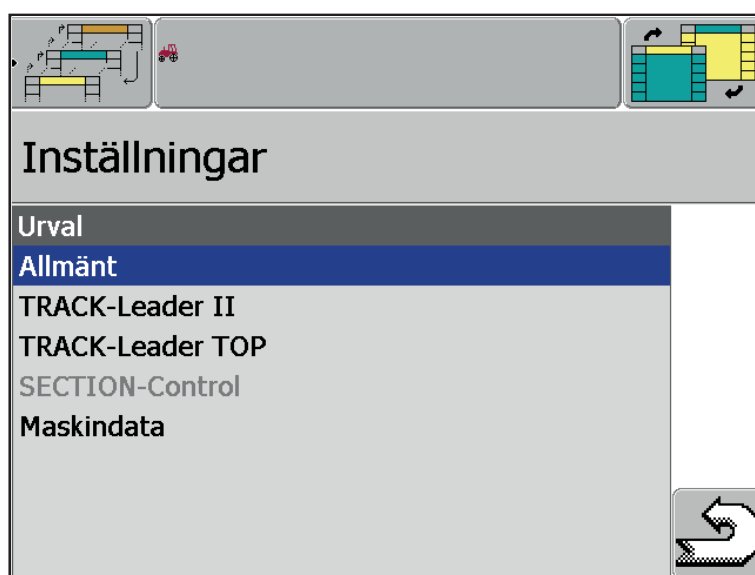 Inställningar
Urval
Allmänt
TRACK-Leader II
TRACK-Leader TOP
SECTION-Control
Maskindata